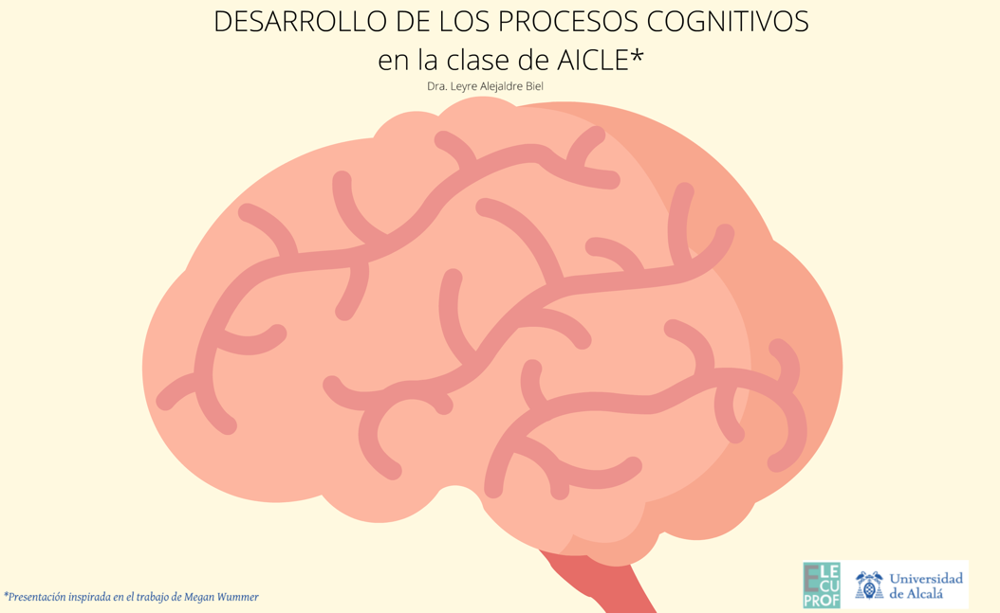 DESARROLLO DE LOS PROCESOS COGNITIVOS
en la clase de AICLE*
Dra. Leyre Alejaldre Biel
*Presentación inspirada en el trabajo de Megan Wummer
ELE
CU
PROF
Universidad
de Alcalá